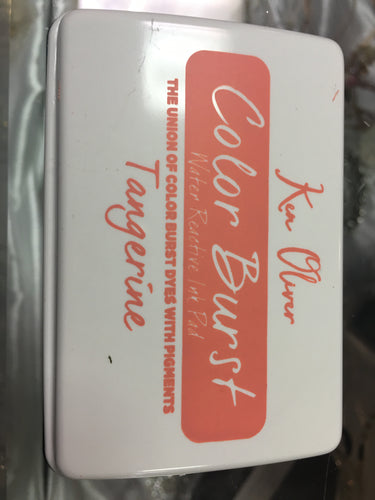 Ken Oliver
Color Burst
Water Reactive Ink Pad
THE UNION OF COLOR BURST DYES WITH PIGMENTS
Tangerine